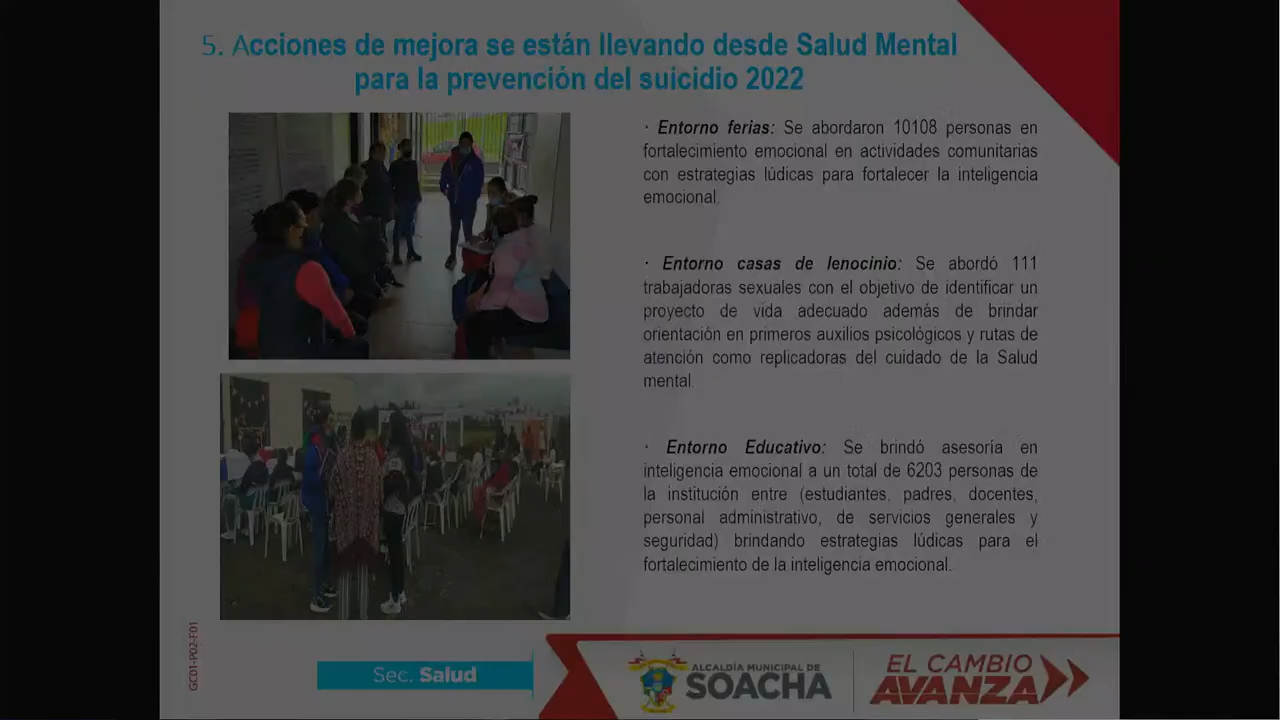 5. Acciones de mejora se están llevando desde Salud Mental
para la prevención del suicidio 2022
· Entorno ferias: Se abordaron 10108 personas en
fortalecimiento emocional en actividades comunitarias
con estrategias lúdicas para fortalecer la inteligencia
emocional.
· Entorno casas de lenocinio: Se abordó 111
trabajadoras sexuales con el objetivo de identificar un
proyecto de vida adecuado además de brindar
orientación en primeros auxilios psicológicos y rutas de
atención como replicadoras del cuidado de la Salud
mental.
· Entorno Educativo: Se brindó asesoría en
inteligencia emocional a un total de 6203 personas de
la institución entre (estudiantes, padres, docentes,
personal administrativo, de servicios generales y
seguridad) brindando estrategias lúdicas para el
fortalecimiento de la inteligencia emocional.
GC01-P02-F01
Sec. Salud
ALCALDÍA MUNICIPAL DE
SOACHA
EL CAMBIO
AVANZA